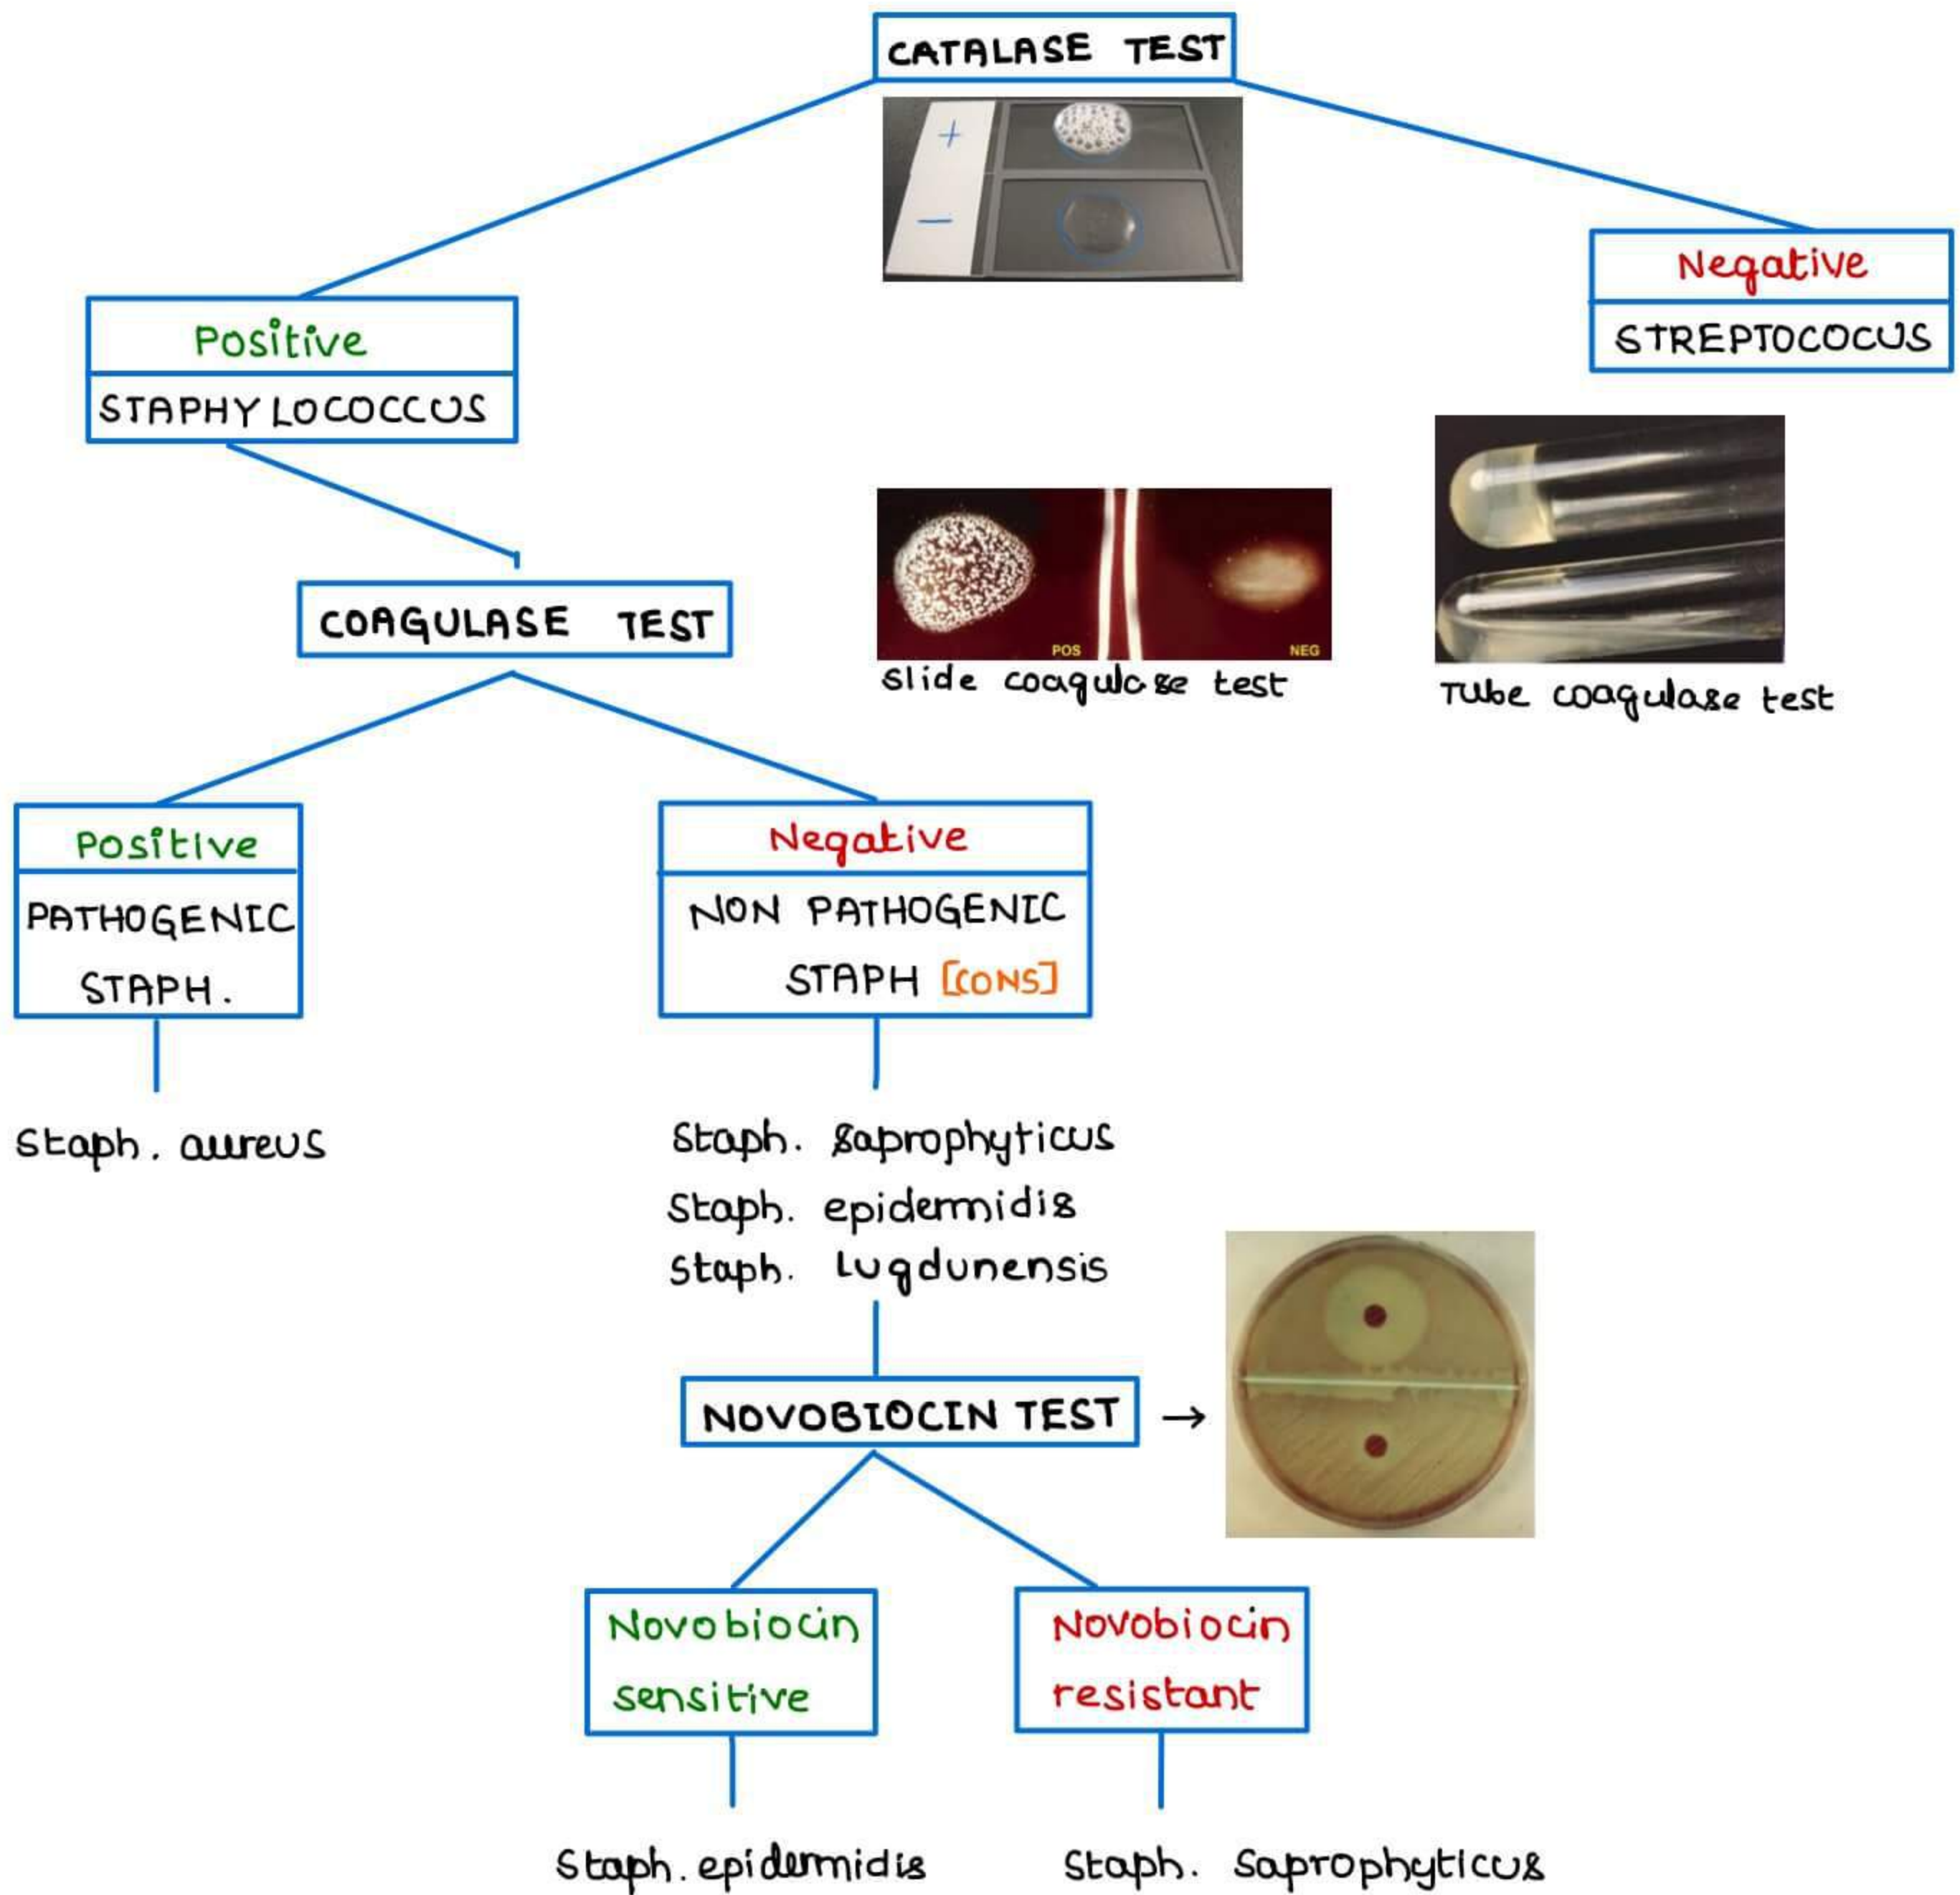 CATALASE TEST
+
−
Negative
STREPTOCOCUS
Positive
STAPHYLOCOCCUS
COAGULASE TEST
POS
NEG
Slide coagulase test
Tube coagulase test
Positive
PATHOGENIC
STAPH.
Negative
NON PATHOGENIC
STAPH [CONS]
Staph. aureus
Staph. saprophyticus
Staph. epidermidis
Staph. lugdunensis
NOVOBIOCIN TEST →
Novobiocin
sensitive
Novobiocin
resistant
Staph. epidermidis
Staph. Saprophyticus